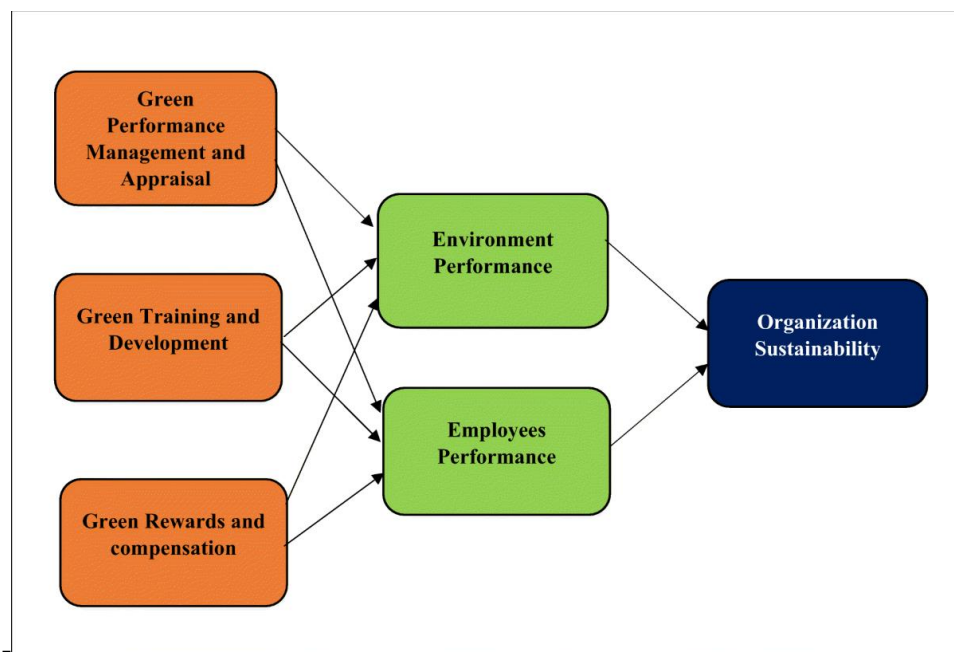 Green
Performance
Management and
Appraisal
Green Training and
Development
Green Rewards and
compensation
Environment
Performance
Employees
Performance
Organization
Sustainability